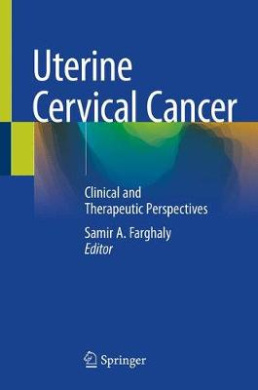 Uterine
Cervical Cancer
Clinical and
Therapeutic Perspectives
Samir A. Farghaly
Editor
Springer